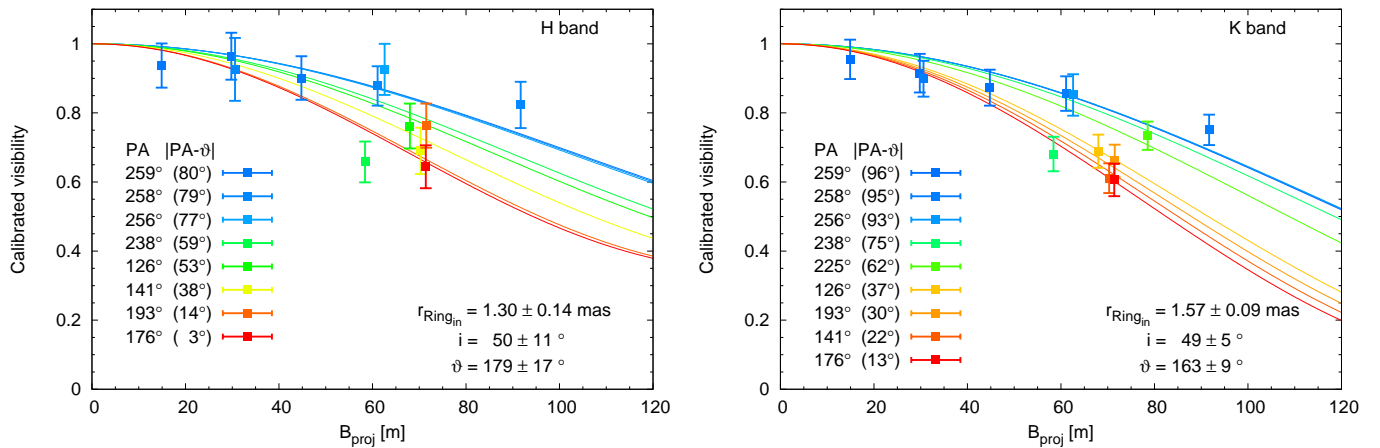 H band
Calibrated visibility
1
0.8
0.6
0.4
0.2
0
PA |PA-ϑ|
259° (80°)
258° (79°)
256° (77°)
238° (59°)
126° (53°)
141° (38°)
193° (14°)
176° ( 3°)
r_Ring_in = 1.30 ± 0.14 mas
i = 50 ± 11 °
ϑ = 179 ± 17 °
0 20 40 60 80 100 120
B_proj [m]
K band
Calibrated visibility
1
0.8
0.6
0.4
0.2
0
PA |PA-ϑ|
259° (96°)
258° (95°)
256° (93°)
238° (75°)
225° (62°)
126° (37°)
193° (30°)
141° (22°)
176° (13°)
r_Ring_in = 1.57 ± 0.09 mas
i = 49 ± 5 °
ϑ = 163 ± 9 °
0 20 40 60 80 100 120
B_proj [m]